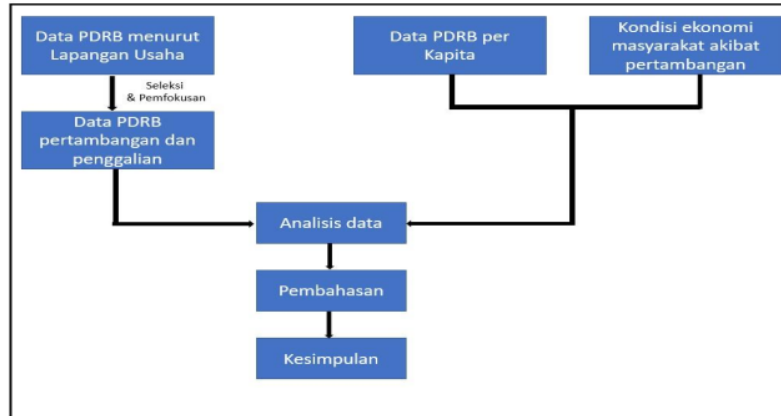 Data PDRB menurut
Lapangan Usaha
Data PDRB per
Kapita
Kondisi ekonomi
masyarakat akibat
pertambangan
Seleksi
& Pemfokusan
Data PDRB
pertambangan dan
penggalian
Analisis data
Pembahasan
Kesimpulan